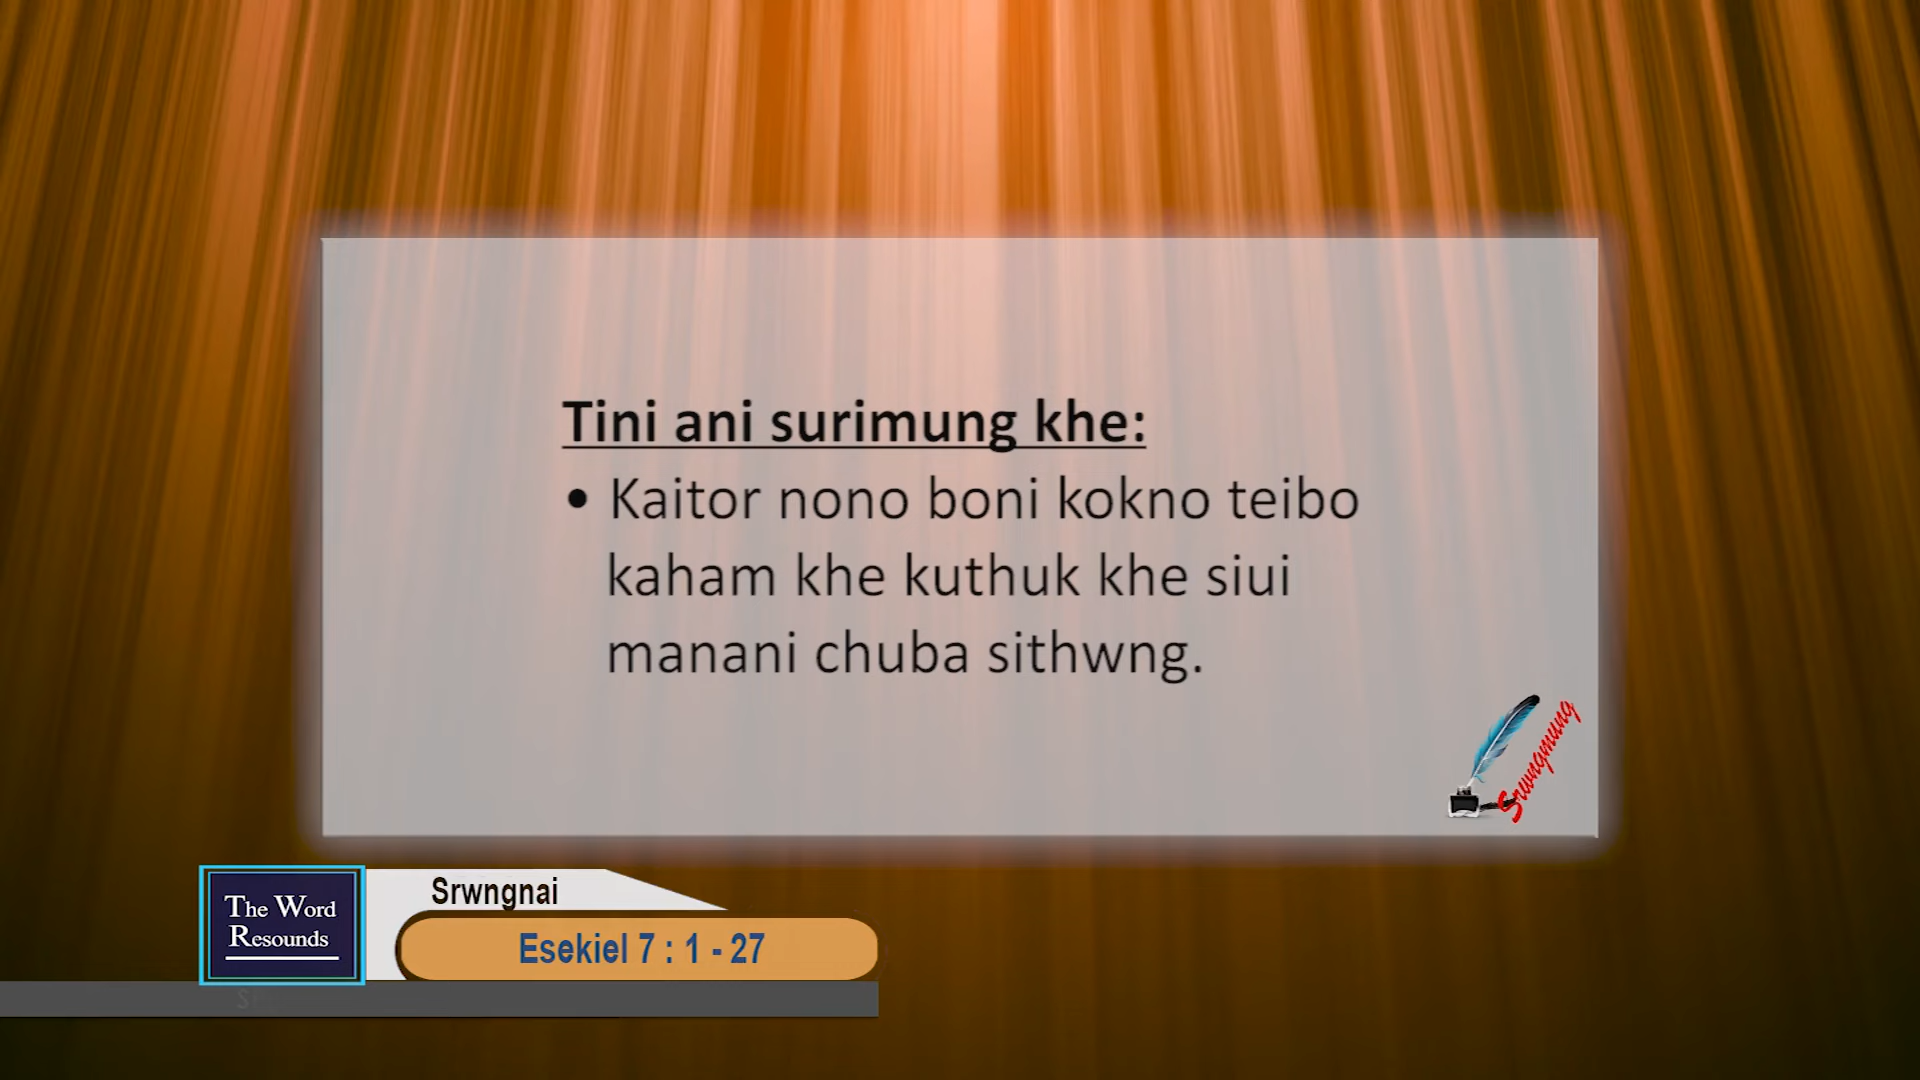 Tini ani surimung khe:
• Kaitor nono boni kokno teibo
kaham khe kuthuk khe siui
manani chuba sithwng.
Srwngmung
The Word
Resounds
Srwngnai
Esekiel 7 : 1 - 27